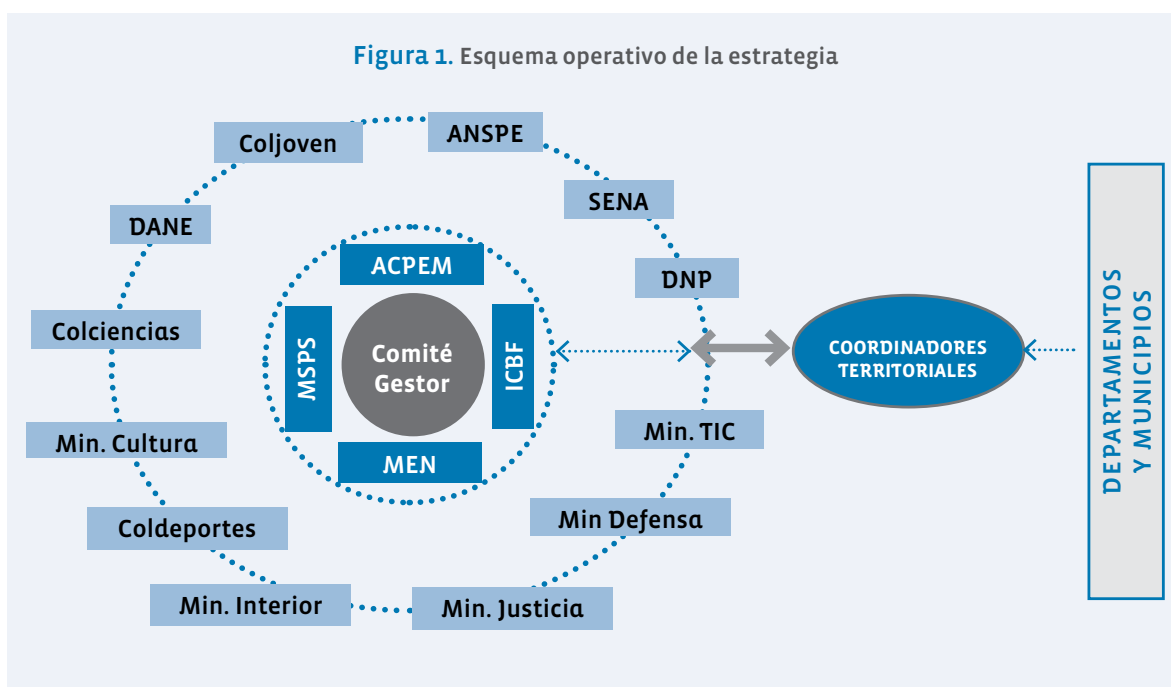 Figura 1. Esquema operativo de la estrategia
Coljoven
ANSPE
SENA
DANE
DNP
Colciencias
ACPEM
MSPS
Comité
Gestor
ICBF
MEN
COORDINADORES
TERRITORIALES
DEPARTAMENTOS
Y MUNICIPIOS
Min. Cultura
Min. TIC
Coldeportes
Min Defensa
Min. Interior
Min. Justicia